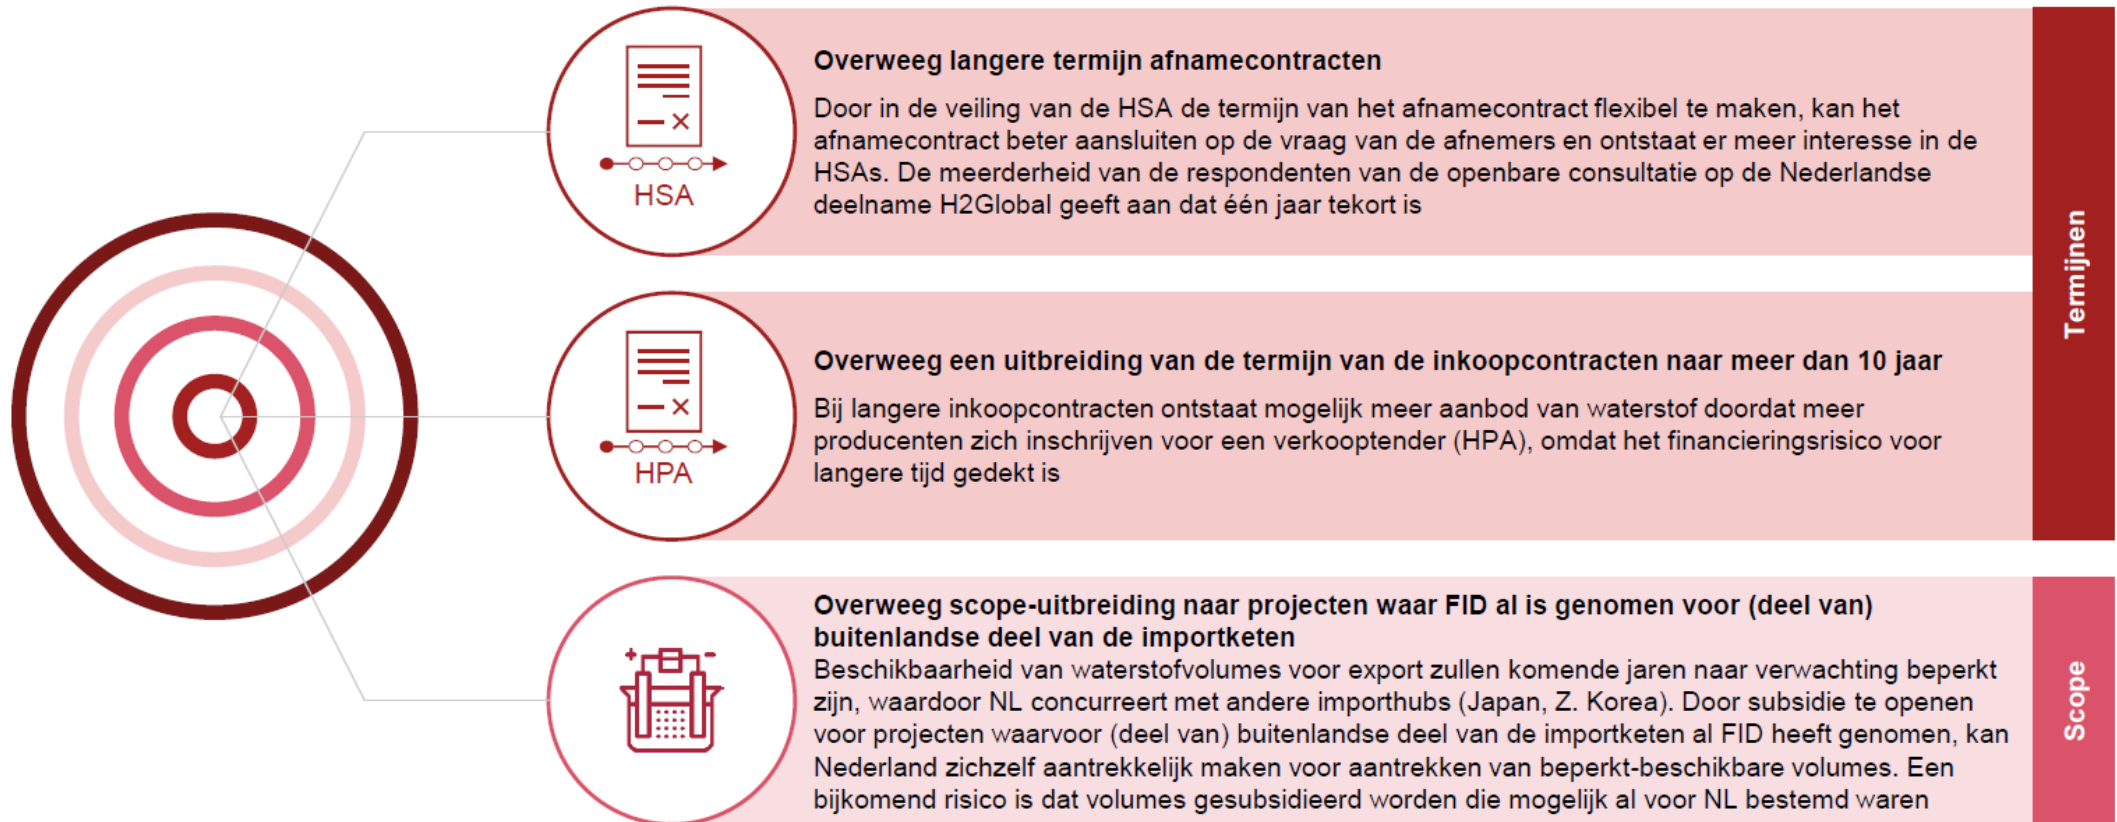 Overweeg langere termijn afnamecontracten
Door in de veiling van de HSA de termijn van het afnamecontract flexibel te maken, kan het
afnamecontract beter aansluiten op de vraag van de afnemers en ontstaat er meer interesse in de
HSAs. De meerderheid van de respondenten van de openbare consultatie op de Nederlandse
deelname H2Global geeft aan dat één jaar tekort is
HSA
Overweeg een uitbreiding van de termijn van de inkoopcontracten naar meer dan 10 jaar
Bij langere inkoopcontracten ontstaat mogelijk meer aanbod van waterstof doordat meer
producenten zich inschrijven voor een verkooptender (HPA), omdat het financieringsrisico voor
langere tijd gedekt is
HPA
Termijnen
Overweeg scope-uitbreiding naar projecten waar FID al is genomen voor (deel van)
buitenlandse deel van de importketen
Beschikbaarheid van waterstofvolumes voor export zullen komende jaren naar verwachting beperkt
zijn, waardoor NL concurreert met andere importhubs (Japan, Z. Korea). Door subsidie te openen
voor projecten waarvoor (deel van) buitenlandse deel van de importketen al FID heeft genomen, kan
Nederland zichzelf aantrekkelijk maken voor aantrekken van beperkt-beschikbare volumes. Een
bijkomend risico is dat volumes gesubsidieerd worden die mogelijk al voor NL bestemd waren
Scope